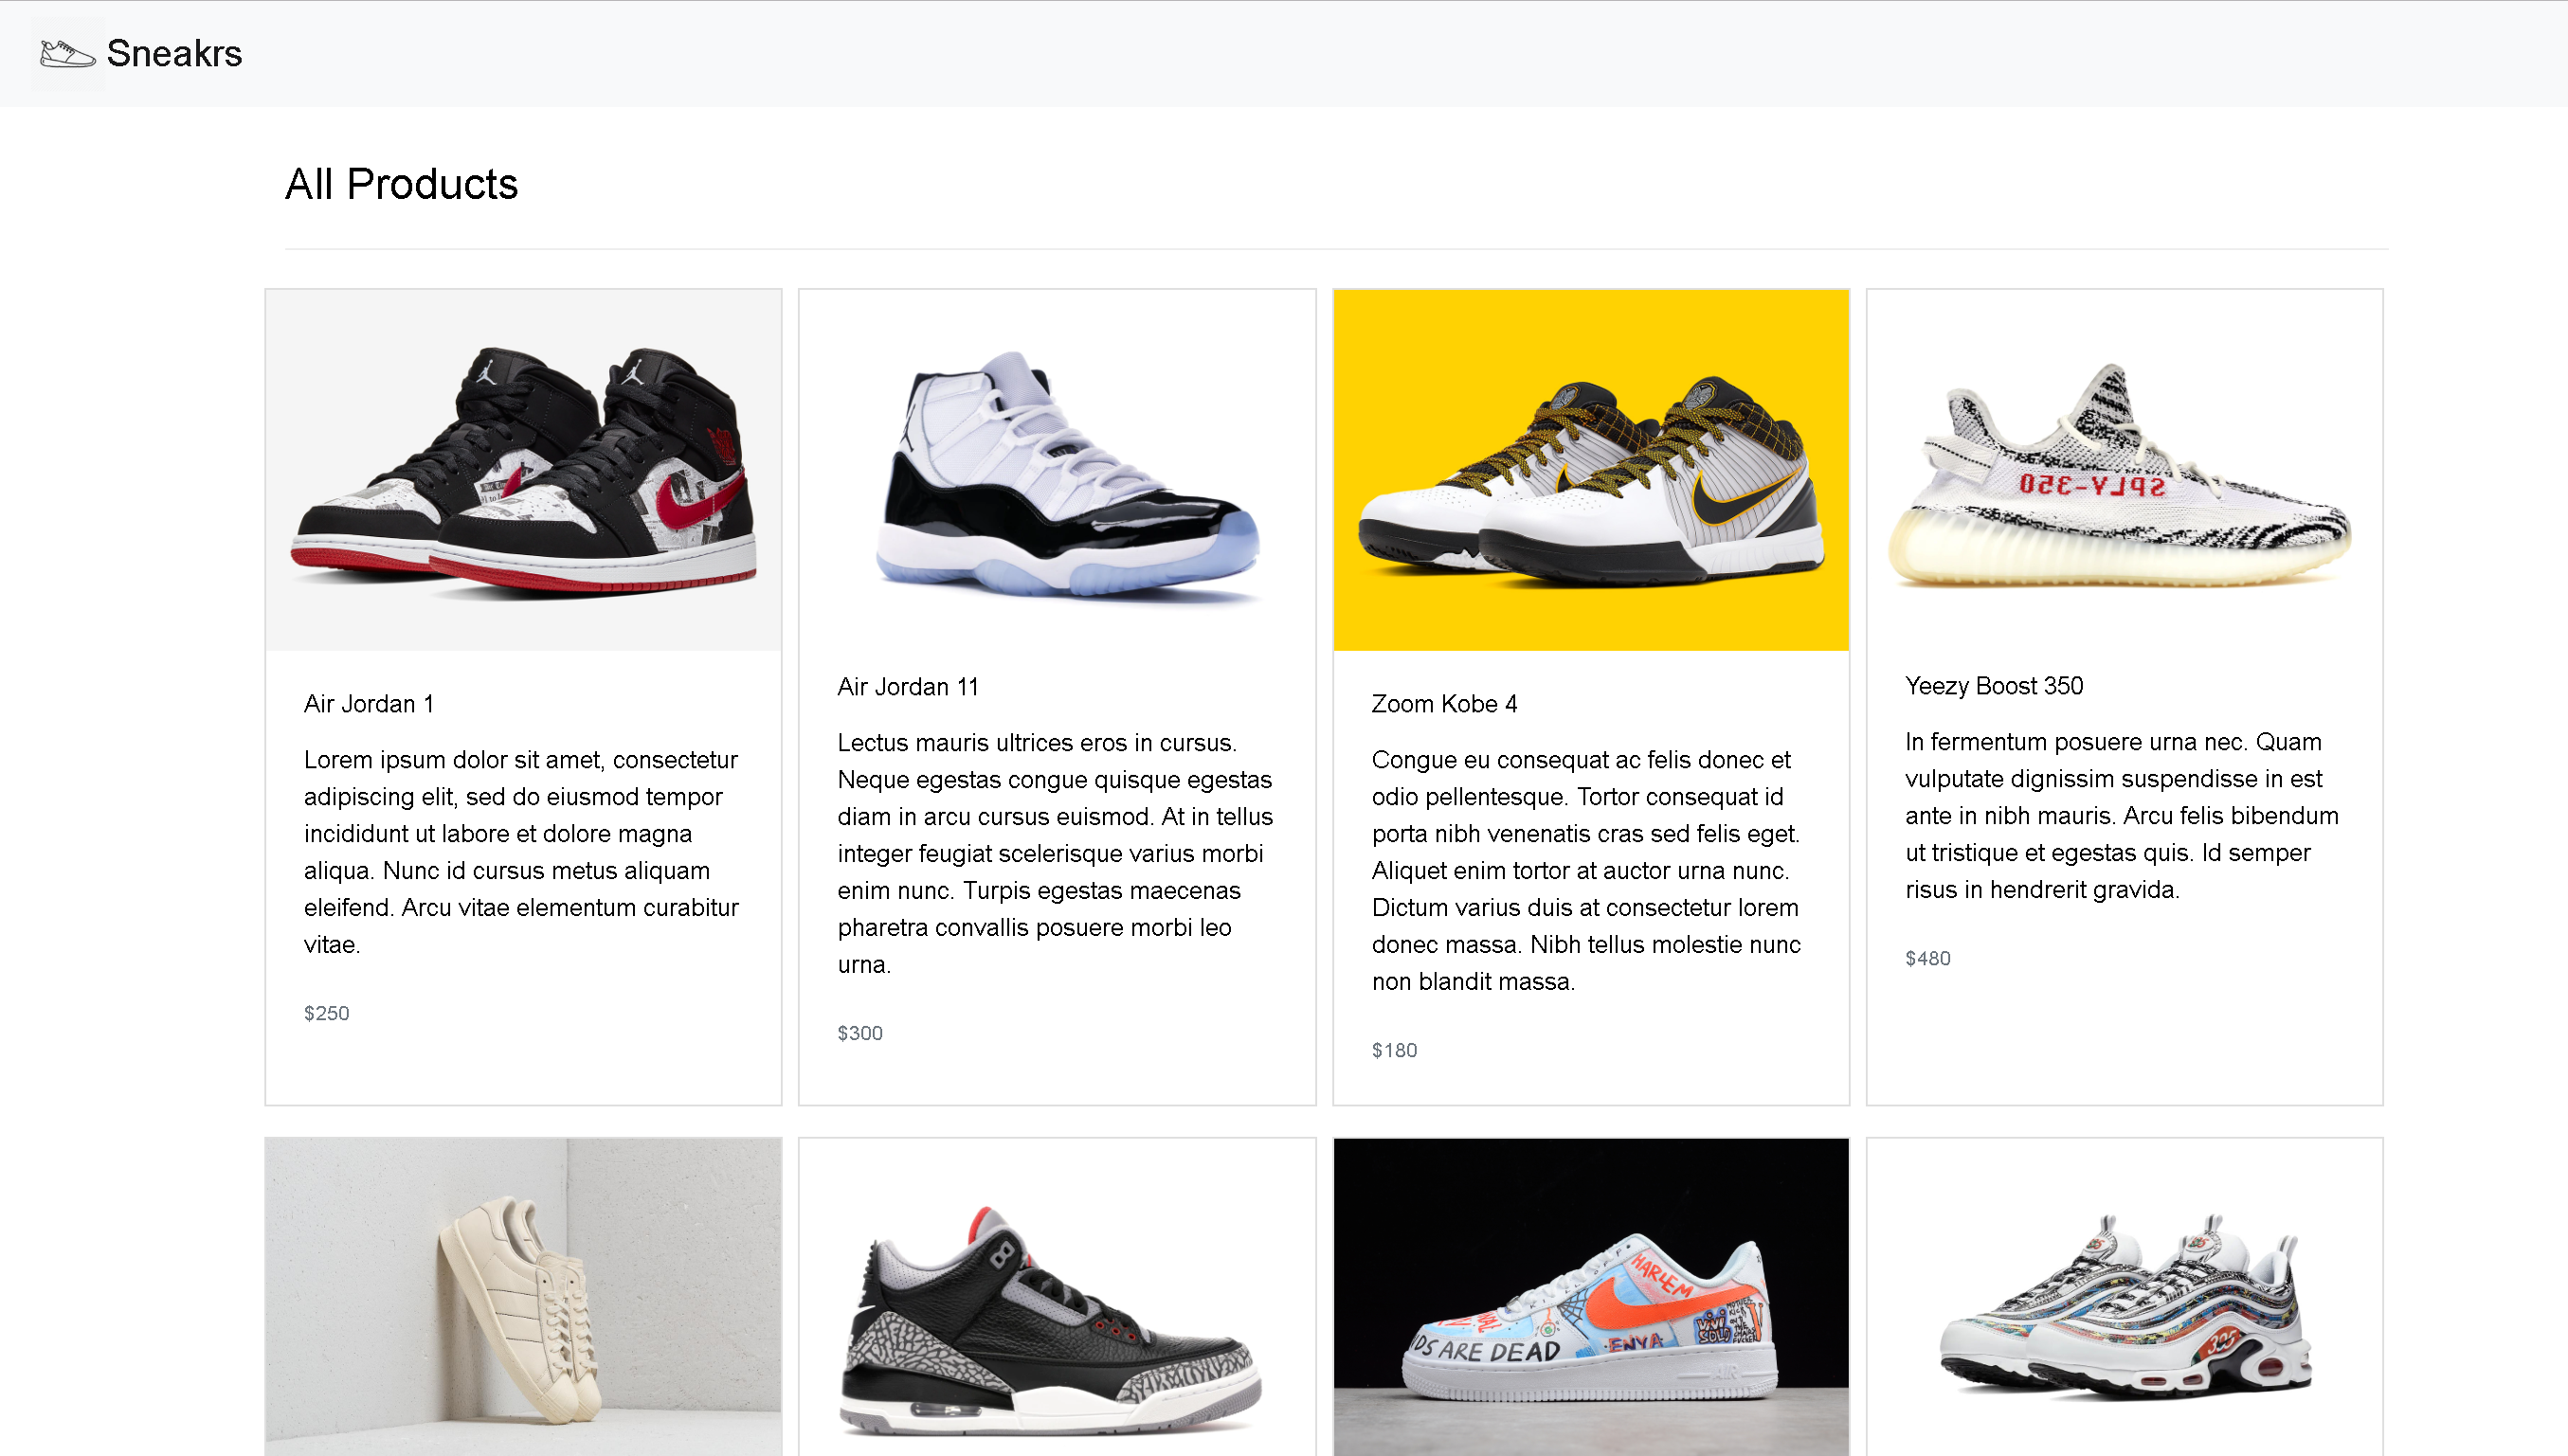 Sneakrs
All Products
SPLY-350
Air Jordan 1
Lorem ipsum dolor sit amet, consectetur
adipiscing elit, sed do eiusmod tempor
incididunt ut labore et dolore magna
aliqua. Nunc id cursus metus aliquam
eleifend. Arcu vitae elementum curabitur
vitae.
$250
Air Jordan 11
Lectus mauris ultrices eros in cursus.
Neque egestas congue quisque egestas
diam in arcu cursus euismod. At in tellus
integer feugiat scelerisque varius morbi
enim nunc. Turpis egestas maecenas
pharetra convallis posuere morbi leo
urna.
$300
Zoom Kobe 4
Congue eu consequat ac felis donec et
odio pellentesque. Tortor consequat id
porta nibh venenatis cras sed felis eget.
Aliquet enim tortor at auctor urna nunc.
Dictum varius duis at consectetur lorem
donec massa. Nibh tellus molestie nunc
non blandit massa.
$180
Yeezy Boost 350
In fermentum posuere urna nec. Quam
vulputate dignissim suspendisse in est
ante in nibh mauris. Arcu felis bibendum
ut tristique et egestas quis. Id semper
risus in hendrerit gravida.
$480
HARLEM
VIVI
SOLO
ENYA
ARE DEAD
AIR
305